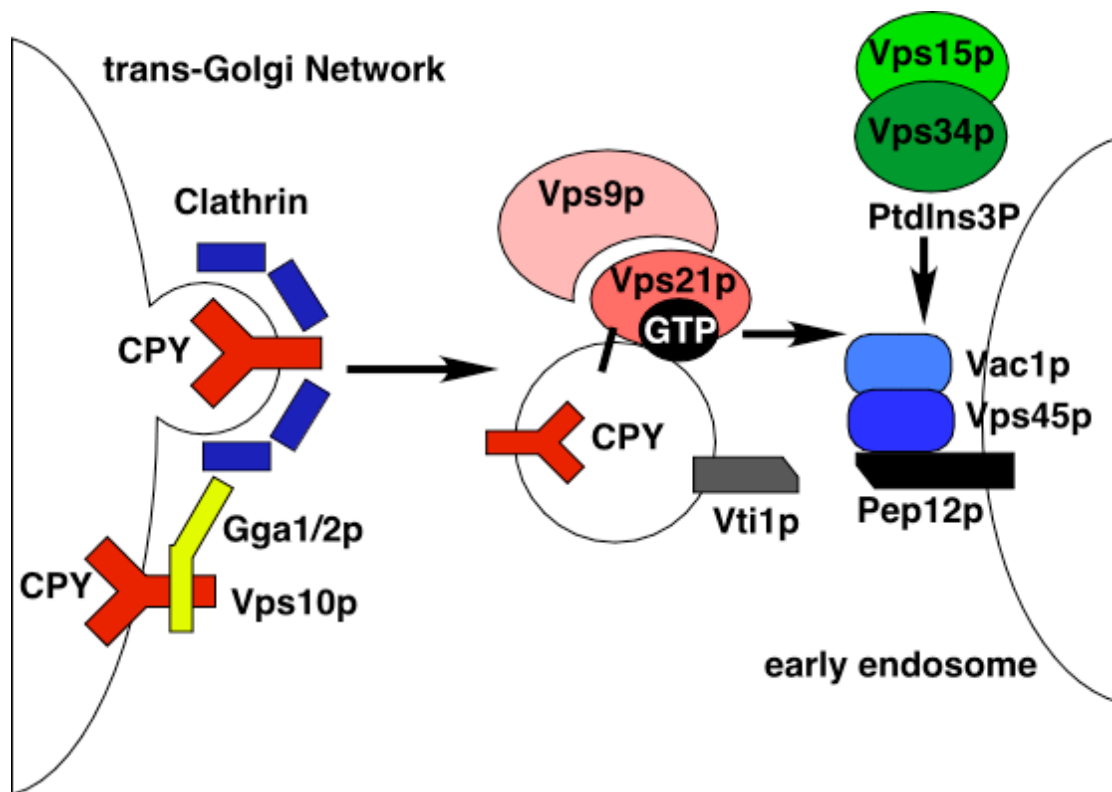 trans-Golgi Network
Clathrin
CPY
Gga1/2p
CPY
Vps10p
Vps9p
Vps21p
GTP
CPY
Vti1p
Vps15p
Vps34p
PtdIns3P
Vac1p
Vps45p
Pep12p
early endosome